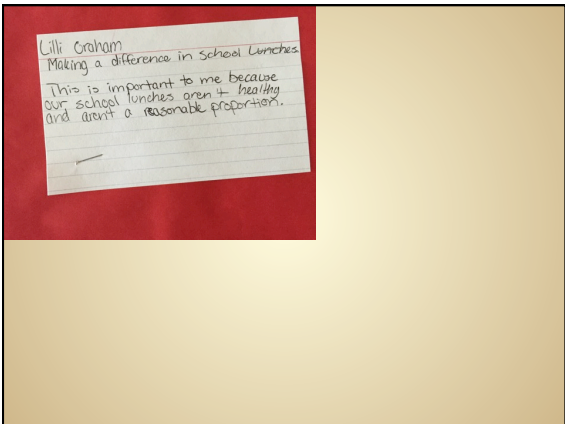 Lilli Graham
Making a difference in School Lunches
This is important to me because
our school lunches aren't healthy
and aren't a reasonable proportion.